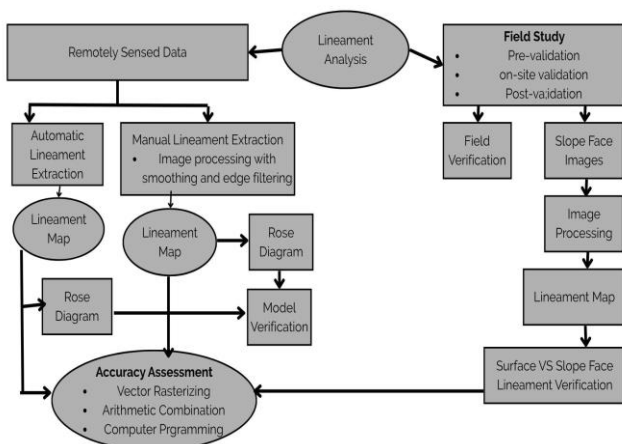 Lineament
Analysis
Remotely Sensed Data
Field Study
• Pre-validation
• on-site validation
• Post-vaidation
Automatic
Lineament
Extraction
Manual Lineament Extraction
• Image processing with
smoothing and edge filtering
Field
Verification
Slope Face
Images
Lineament
Map
Lineament
Map
Rose
Diagram
Image
Processing
Rose
Diagram
Model
Verification
Lineament Map
Accuracy Assessment
• Vector Rasterizing
• Arithmetic Combination
• Computer Prgramming
Surface VS Slope Face
Lineament Verification